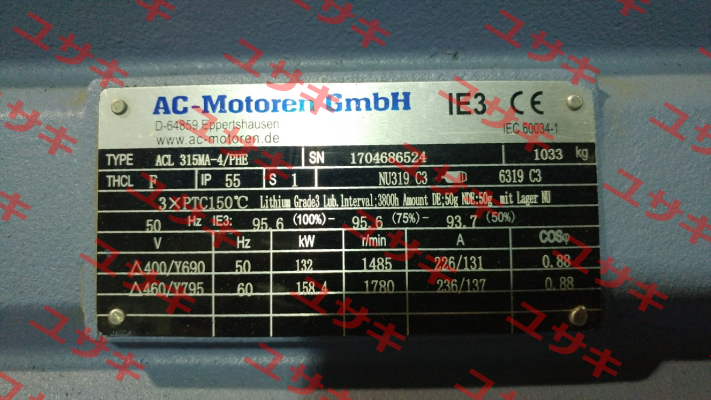 AC-Motoren GmbH IE3 CE
D-64859 Eppertshausen
www.ac-motoren.de IEC 60034-1
TYPE ACL 315MA-4/PHE SN 1704686524 1033 kg
THCL F IP 55 S 1 NU319 C3 6319 C3
3×PTC150℃ Lithium Grade3 Lub. Interval:3800h Amount DE:50g NDE:50g mit Lager NU
50 Hz IE3: 95.6 (100%)- 95.6 (75%)- 93.7 (50%)
V Hz kW r/min A COSφ
△400/Y690 50 132 1485 226/131 0.88
△460/Y795 60 158.4 1780 236/137 0.88
ユサキ